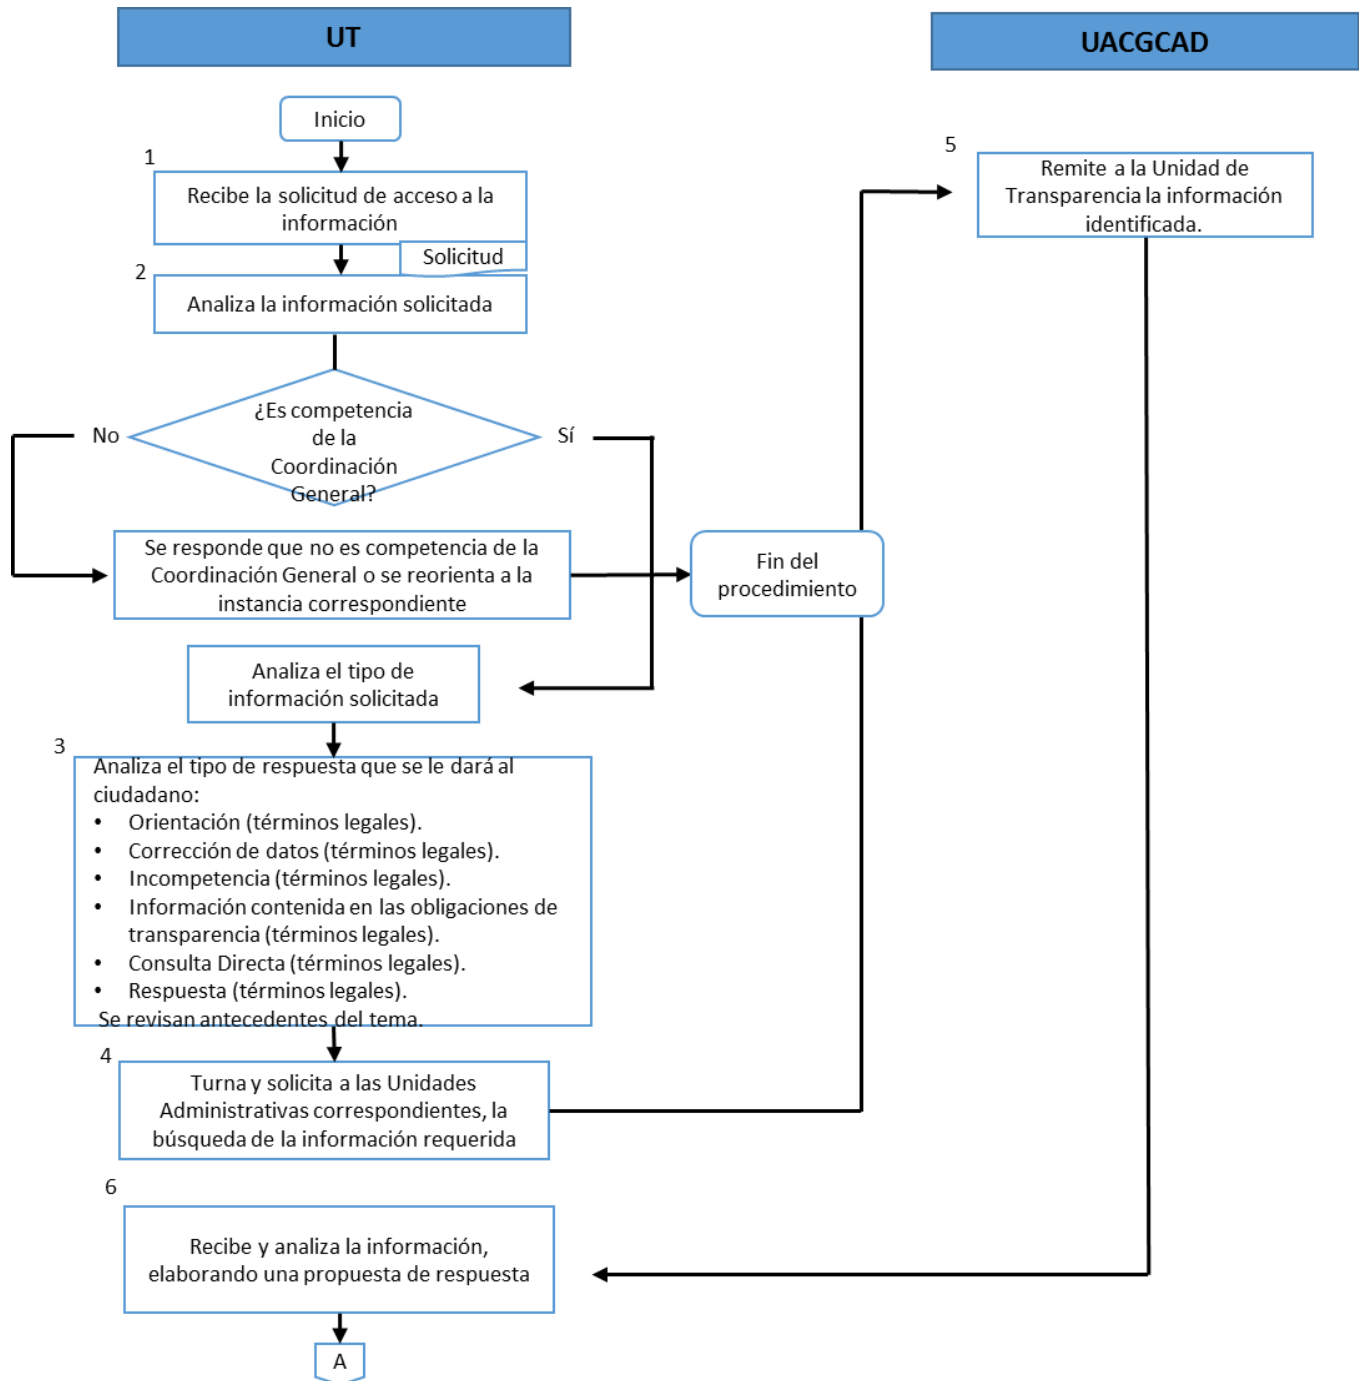 UT
UACGCAD
Inicio
1
Recibe la solicitud de acceso a la
información
Solicitud
2
Analiza la información solicitada
¿Es competencia
de la
Coordinación
General?
No
Sí
Se responde que no es competencia de la
Coordinación General o se reorienta a la
instancia correspondiente
Fin del
procedimiento
Analiza el tipo de
información solicitada
3
Analiza el tipo de respuesta que se le dará al
ciudadano:
• Orientación (términos legales).
• Corrección de datos (términos legales).
• Incompetencia (términos legales).
• Información contenida en las obligaciones de
transparencia (términos legales).
• Consulta Directa (términos legales).
• Respuesta (términos legales).
Se revisan antecedentes del tema.
4
Turna y solicita a las Unidades
Administrativas correspondientes, la
búsqueda de la información requerida
5
Remite a la Unidad de
Transparencia la información
identificada.
6
Recibe y analiza la información,
elaborando una propuesta de respuesta
A